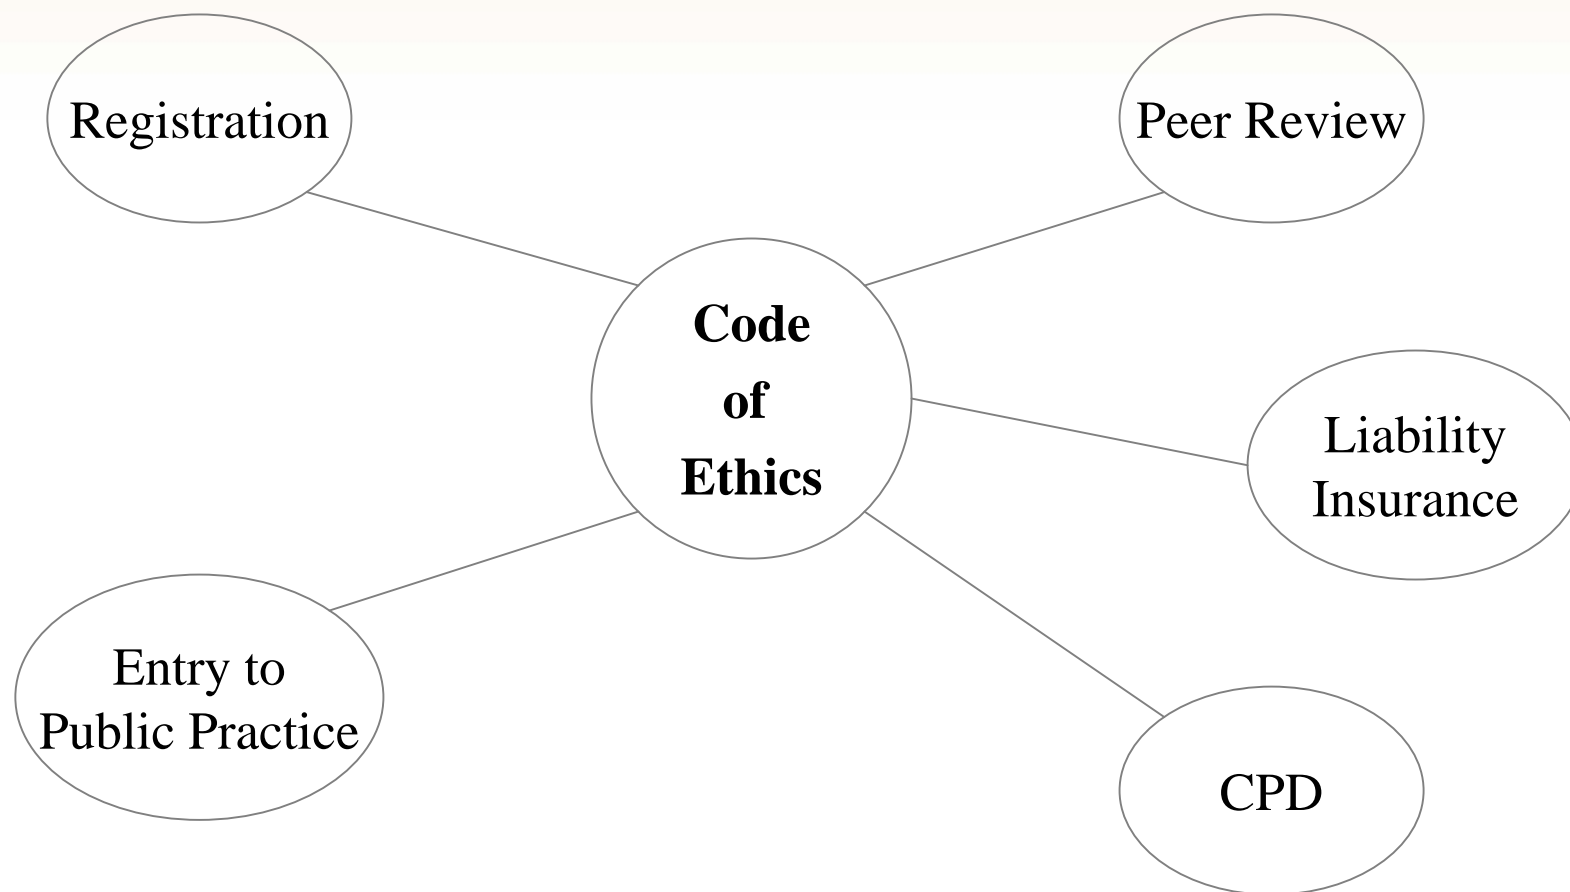 Registration
Peer Review
Code
of
Ethics
Liability
Insurance
Entry to
Public Practice
CPD